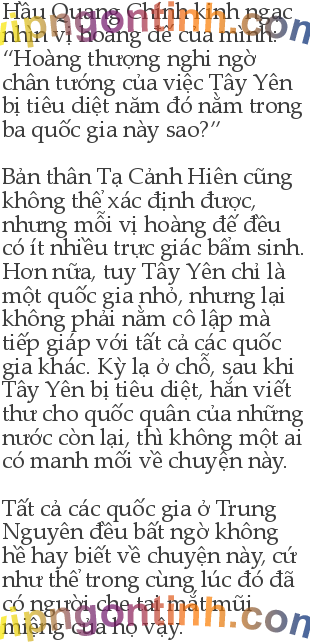 Hầu Quang Chính kinh ngạc
nhìn vị hoàng đế của mình:
“Hoàng thượng nghi ngờ
chân tướng của việc Tây Yên
bị tiêu diệt năm đó nằm trong
ba quốc gia này sao?”
Bản thân Tạ Cảnh Hiên cũng
không thể xác định được,
nhưng mỗi vị hoàng đế đều
có ít nhiều trực giác bẩm sinh.
Hơn nữa, tuy Tây Yên chỉ là
một quốc gia nhỏ, nhưng lại
không phải nằm cô lập mà
tiếp giáp với tất cả các quốc
gia khác. Kỳ lạ ở chỗ, sau khi
Tây Yên bị tiêu diệt, hắn viết
thư cho quốc quân của những
nước còn lại, thì không một ai
có manh mối về chuyện này.
Tất cả các quốc gia ở Trung
Nguyên đều bất ngờ không
hề hay biết về chuyện này, cứ
như thể trong cùng lúc đó đã
có người che tai mắt mũi
miệng của họ vậy.